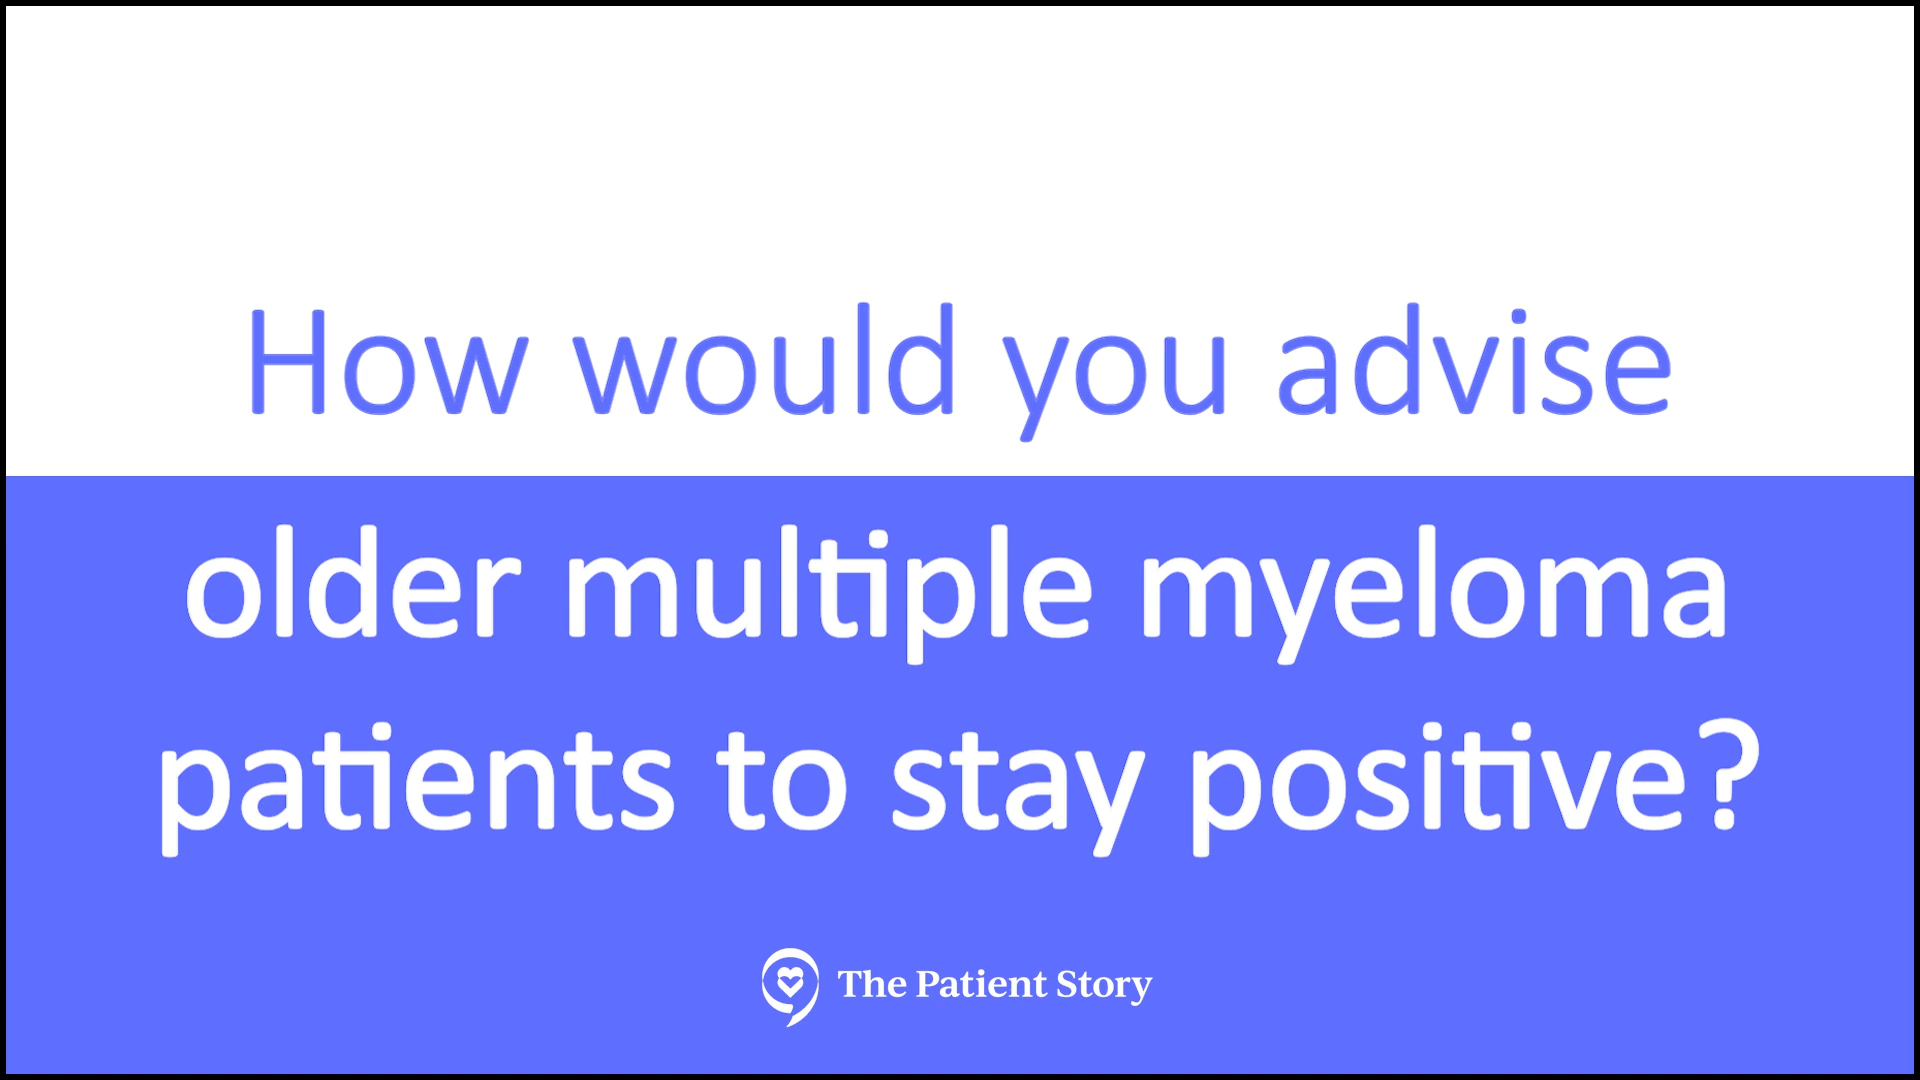 How would you advise
older multiple myeloma
patients to stay positive?
The Patient Story